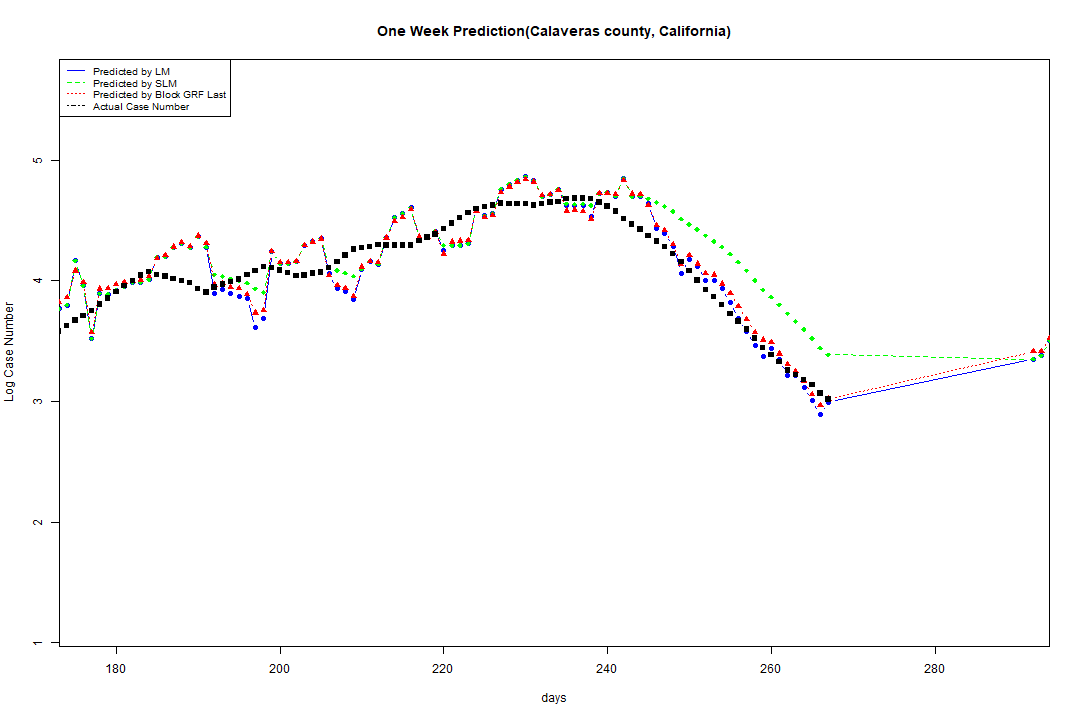 One Week Prediction(Calaveras county, California)
Predicted by LM
Predicted by SLM
Predicted by Block GRF Last
Actual Case Number
5
4
3
2
1
Log Case Number
180 200 220 240 260 280
days